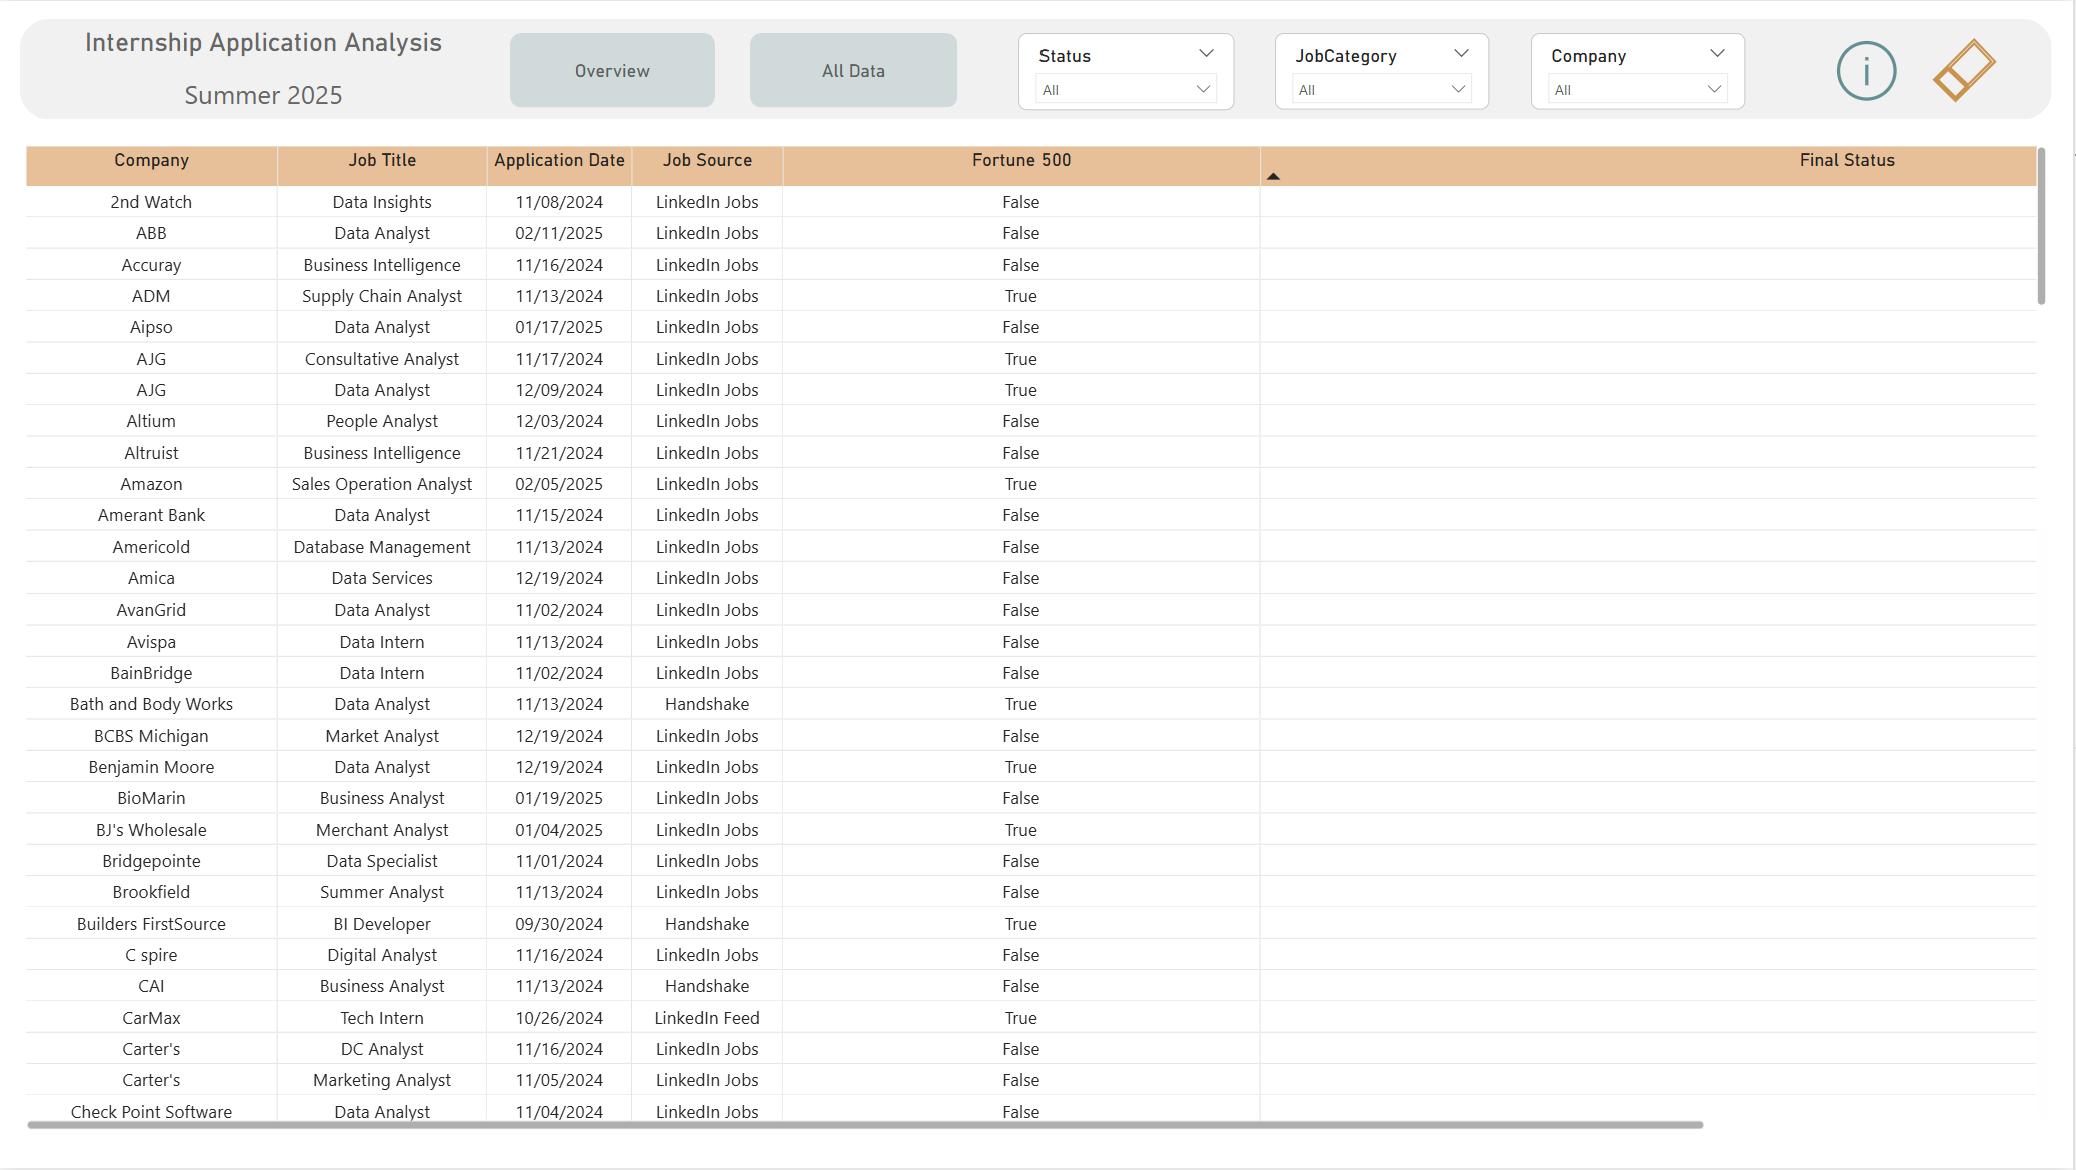 Internship Application Analysis
Summer 2025
Overview
All Data
Status
All
JobCategory
All
Company
All
i
Company Job Title Application Date Job Source Fortune 500 Final Status
2nd Watch Data Insights 11/08/2024 LinkedIn Jobs False
ABB Data Analyst 02/11/2025 LinkedIn Jobs False
Accuray Business Intelligence 11/16/2024 LinkedIn Jobs False
ADM Supply Chain Analyst 11/13/2024 LinkedIn Jobs True
Aipso Data Analyst 01/17/2025 LinkedIn Jobs False
AJG Consultative Analyst 11/17/2024 LinkedIn Jobs True
AJG Data Analyst 12/09/2024 LinkedIn Jobs True
Altium People Analyst 12/03/2024 LinkedIn Jobs False
Altruist Business Intelligence 11/21/2024 LinkedIn Jobs False
Amazon Sales Operation Analyst 02/05/2025 LinkedIn Jobs True
Amerant Bank Data Analyst 11/15/2024 LinkedIn Jobs False
Americold Database Management 11/13/2024 LinkedIn Jobs False
Amica Data Services 12/19/2024 LinkedIn Jobs False
AvanGrid Data Analyst 11/02/2024 LinkedIn Jobs False
Avispa Data Intern 11/13/2024 LinkedIn Jobs False
BainBridge Data Intern 11/02/2024 LinkedIn Jobs False
Bath and Body Works Data Analyst 11/13/2024 Handshake True
BCBS Michigan Market Analyst 12/19/2024 LinkedIn Jobs False
Benjamin Moore Data Analyst 12/19/2024 LinkedIn Jobs True
BioMarin Business Analyst 01/19/2025 LinkedIn Jobs False
BJ's Wholesale Merchant Analyst 01/04/2025 LinkedIn Jobs True
Bridgepointe Data Specialist 11/01/2024 LinkedIn Jobs False
Brookfield Summer Analyst 11/13/2024 LinkedIn Jobs False
Builders FirstSource BI Developer 09/30/2024 Handshake True
C spire Digital Analyst 11/16/2024 LinkedIn Jobs False
CAI Business Analyst 11/13/2024 Handshake False
CarMax Tech Intern 10/26/2024 LinkedIn Feed True
Carter's DC Analyst 11/16/2024 LinkedIn Jobs False
Carter's Marketing Analyst 11/05/2024 LinkedIn Jobs False
Check Point Software Data Analyst 11/04/2024 LinkedIn Jobs False